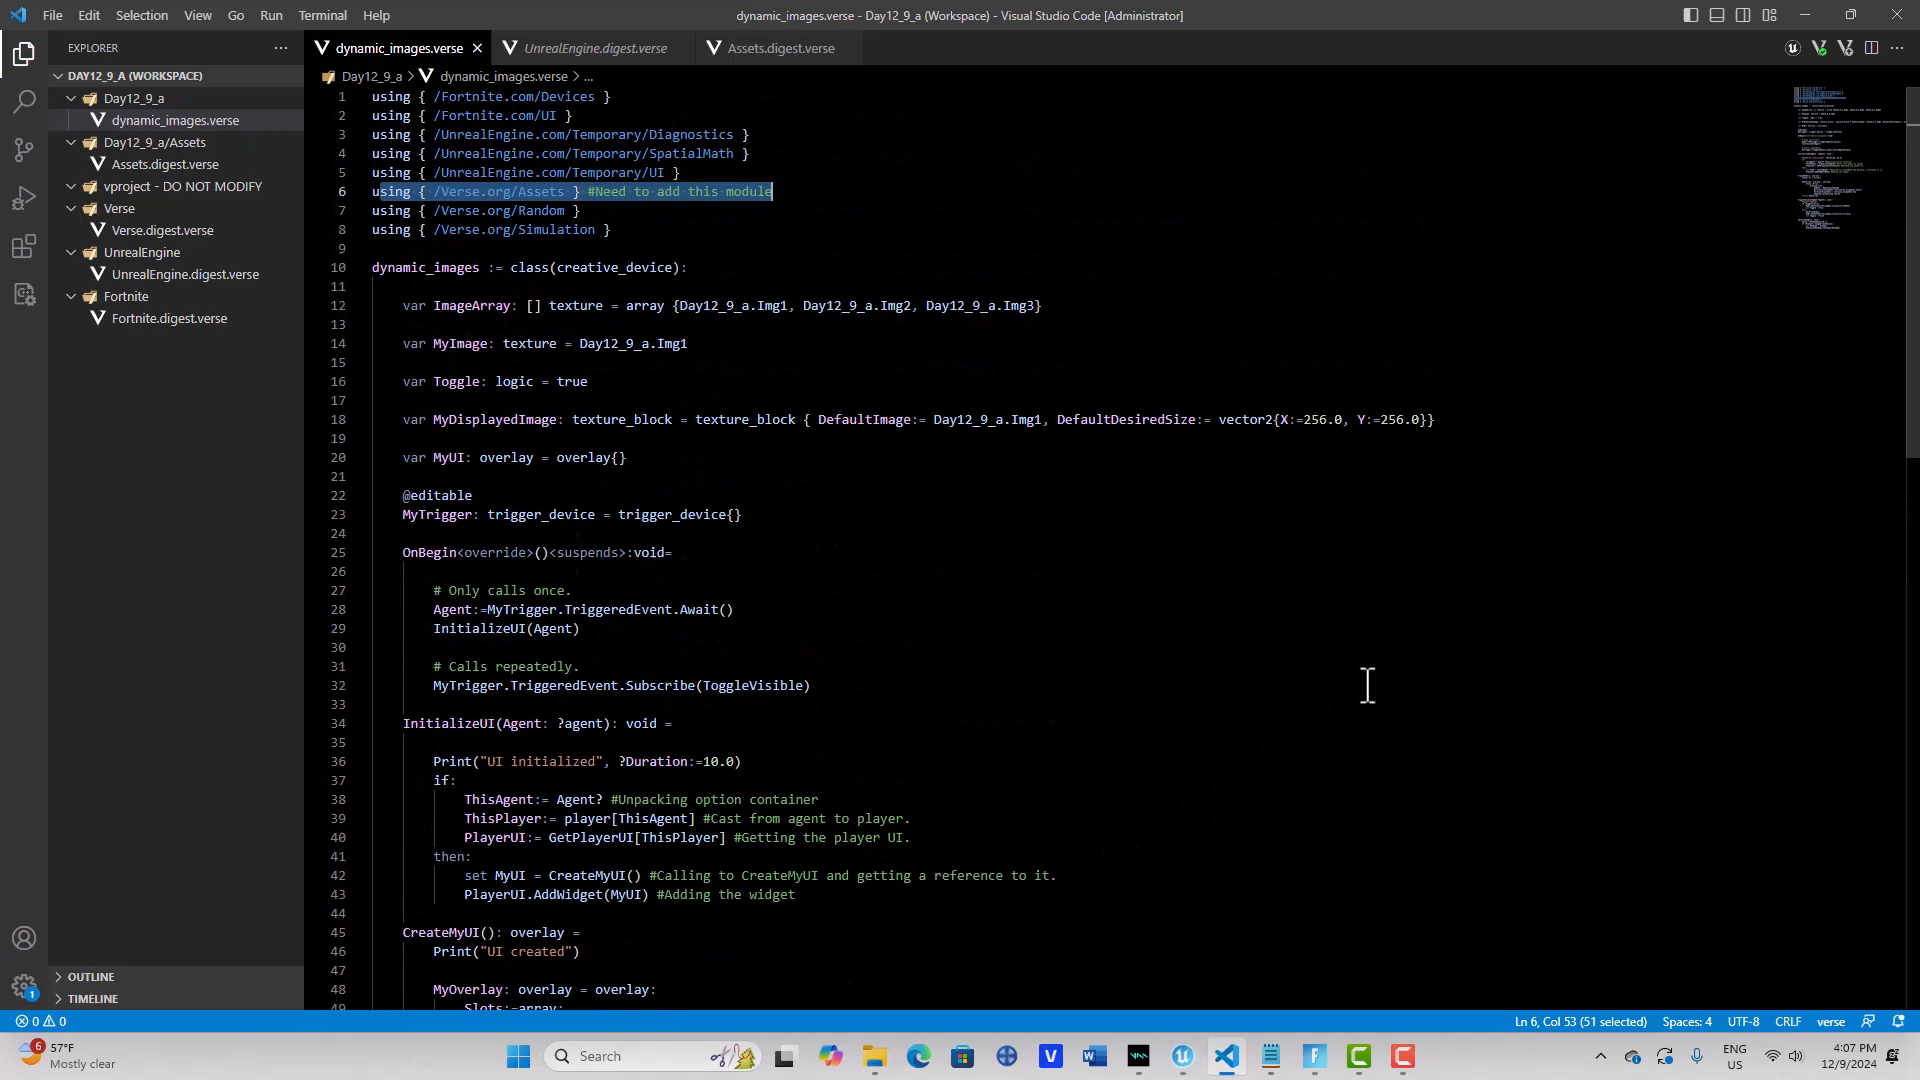 File Edit Selection View Go Run Terminal Help
dynamic_images.verse - Day12_9_a (Workspace) - Visual Studio Code [Administrator]
EXPLORER
DAY12_9_A (WORKSPACE)
Day12_9_a
dynamic_images.verse
Day12_9_a/Assets
Assets.digest.verse
vproject - DO NOT MODIFY
Verse
Verse.digest.verse
UnrealEngine
UnrealEngine.digest.verse
Fortnite
Fortnite.digest.verse
OUTLINE
TIMELINE
dynamic_images.verse UnrealEngine.digest.verse Assets.digest.verse
Day12_9_a > dynamic_images.verse > ...
1 using { /Fortnite.com/Devices }
2 using { /Fortnite.com/UI }
3 using { /UnrealEngine.com/Temporary/Diagnostics }
4 using { /UnrealEngine.com/Temporary/SpatialMath }
5 using { /UnrealEngine.com/Temporary/UI }
6 using { /Verse.org/Assets } #Need to add this module
7 using { /Verse.org/Random }
8 using { /Verse.org/Simulation }
9
10 dynamic_images := class(creative_device):
11
12 var ImageArray: [] texture = array {Day12_9_a.Img1, Day12_9_a.Img2, Day12_9_a.Img3}
13
14 var MyImage: texture = Day12_9_a.Img1
15
16 var Toggle: logic = true
17
18 var MyDisplayedImage: texture_block = texture_block { DefaultImage:= Day12_9_a.Img1, DefaultDesiredSize:= vector2{X:=256.0, Y:=256.0}}
19
20 var MyUI: overlay = overlay{}
21
22 @editable
23 MyTrigger: trigger_device = trigger_device{}
24
25 OnBegin<override>()<suspends>:void=
26
27 # Only calls once.
28 Agent:=MyTrigger.TriggeredEvent.Await()
29 InitializeUI(Agent)
30
31 # Calls repeatedly.
32 MyTrigger.TriggeredEvent.Subscribe(ToggleVisible)
33
34 InitializeUI(Agent: ?agent): void =
35
36 Print("UI initialized", ?Duration:=10.0)
37 if:
38 ThisAgent:= Agent? #Unpacking option container
39 ThisPlayer:= player[ThisAgent] #Cast from agent to player.
40 PlayerUI:= GetPlayerUI[ThisPlayer] #Getting the player UI.
41 then:
42 set MyUI = CreateMyUI() #Calling to CreateMyUI and getting a reference to it.
43 PlayerUI.AddWidget(MyUI) #Adding the widget
44
45 CreateMyUI(): overlay =
46 Print("UI created")
47
48 MyOverlay: overlay = overlay:
49 Slots:=array:
0 0 Ln 6, Col 53 (51 selected) Spaces: 4 UTF-8 CRLF verse
1
6 57°F
Mostly clear
Search
ENG
US
4:07 PM
12/9/2024